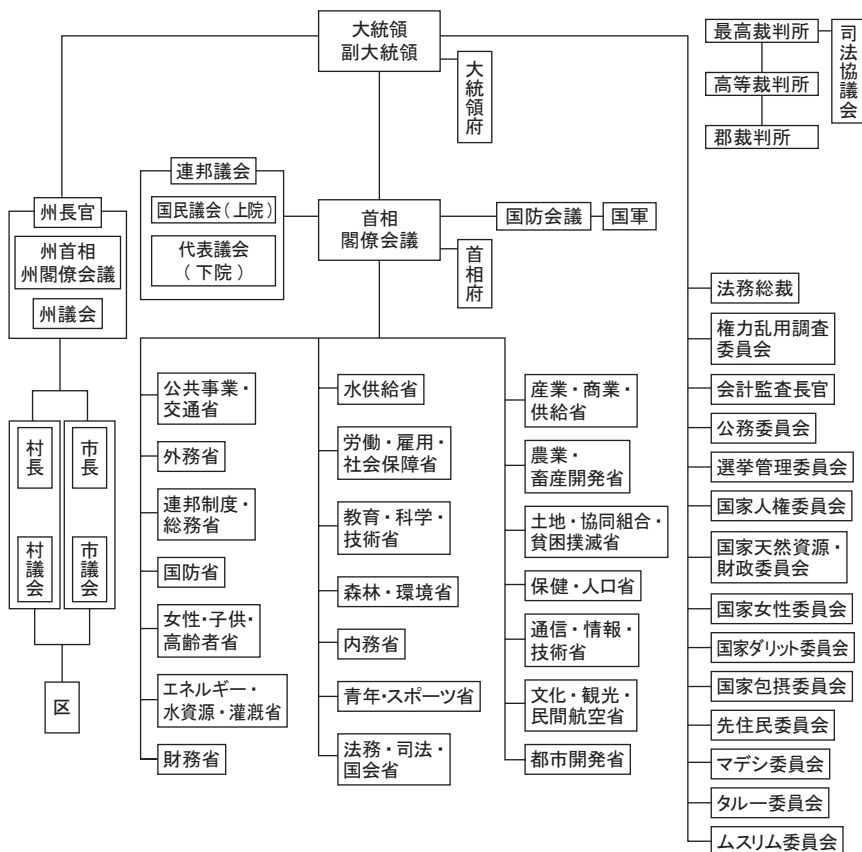 大統領
副大統領
大統領府
最高裁判所
高等裁判所
郡裁判所
司法協議会
連邦議会
国民議会(上院)
代表議会
(下院)
首相
閣僚会議
首相府
国防会議
国軍
州長官
州首相
州閣僚会議
州議会
村長
村議会
市長
市議会
区
公共事業・
交通省
外務省
連邦制度・
総務省
国防省
女性・子供・
高齢者省
エネルギー・
水資源・灌漑省
財務省
水供給省
労働・雇用・
社会保障省
教育・科学・
技術省
森林・環境省
内務省
青年・スポーツ省
法務・司法・
国会省
産業・商業・
供給省
農業・
畜産開発省
土地・協同組合・
貧困撲滅省
保健・人口省
通信・情報・
技術省
文化・観光・
民間航空省
都市開発省
法務総裁
権力乱用調査
委員会
会計監査長官
公務委員会
選挙管理委員会
国家人権委員会
国家天然資源・
財政委員会
国家女性委員会
国家ダリット委員会
国家包摂委員会
先住民委員会
マデシ委員会
タルー委員会
ムスリム委員会